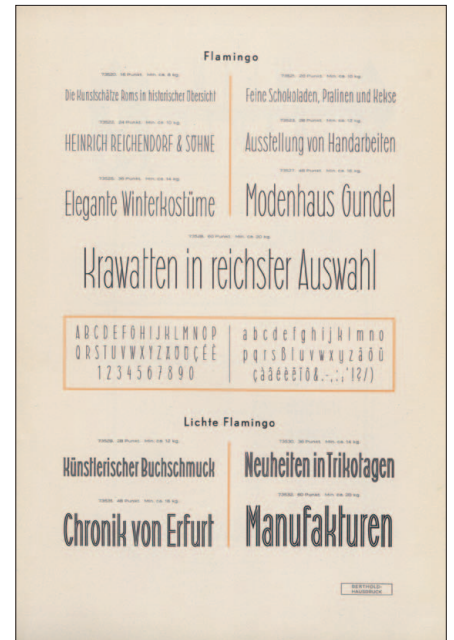 Flamingo
Die Kunstschätze Roms in historischer Übersicht
Feine Schokoladen, Pralinen und Kekse
HEINRICH REICHENDORF & SÖHNE
Ausstellung von Handarbeiten
Elegante Winterkostüme
Modenhaus Gundel
Krawatten in reichster Auswahl
ABCDEFGHIJKLMNOP
QRSTUVWXYZÄÖÜÇÉÈ
1234567890
abcdefghijklmno
pqrsßtuvwxyzäöü
Lichte Flamingo
Künstlerischer Buchschmuck
Neuheiten in Trikotagen
Chronik von Erfurt
Manufakturen
BERTHOLD-
HAUSDRUCK